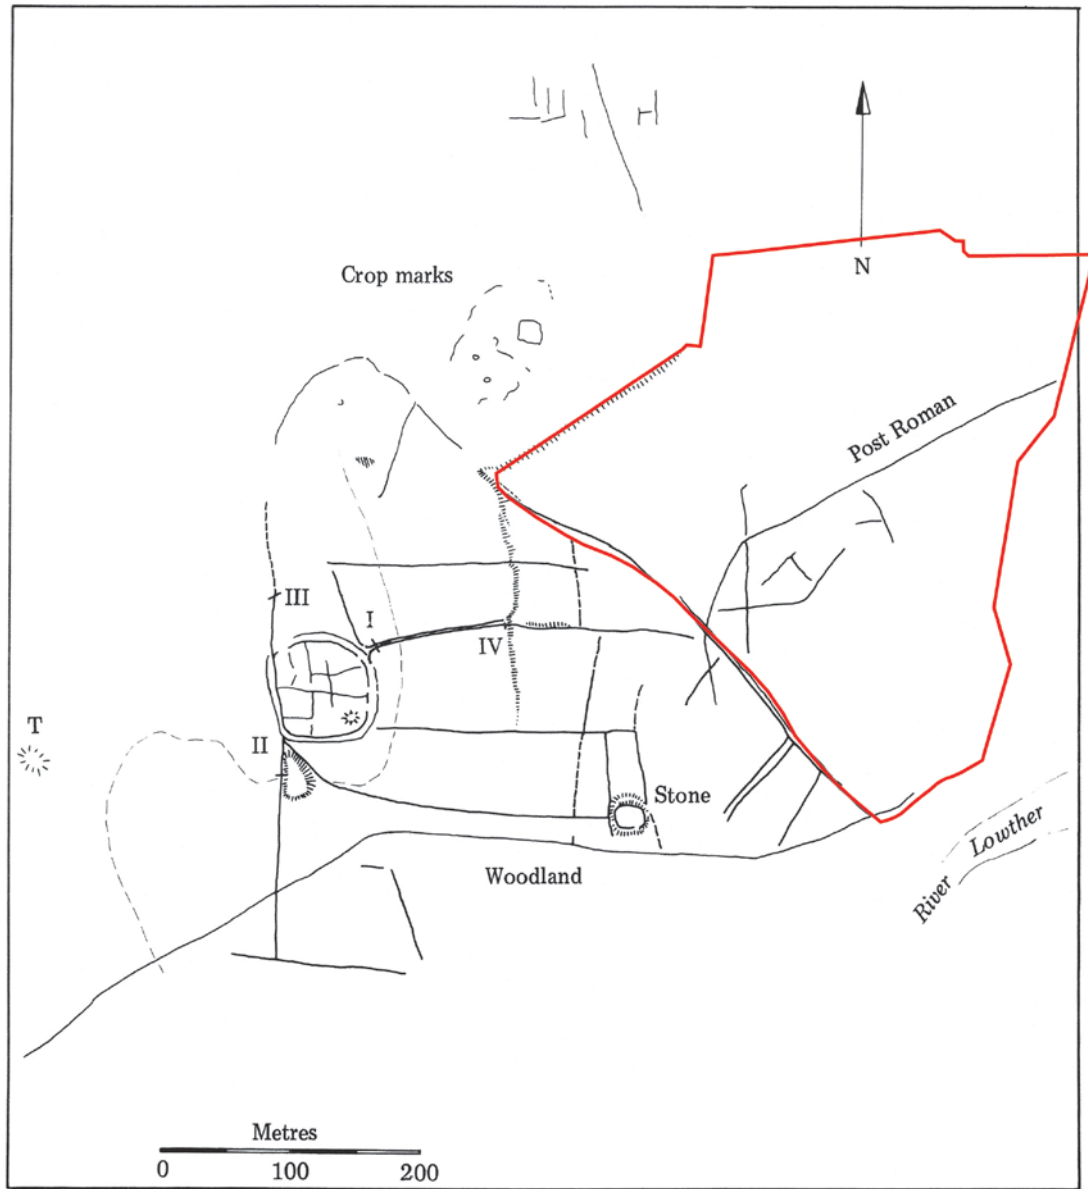 Crop marks
N
Post Roman
III
I
IV
T
II
Stone
River Lowther
Woodland
Metres
0 100 200